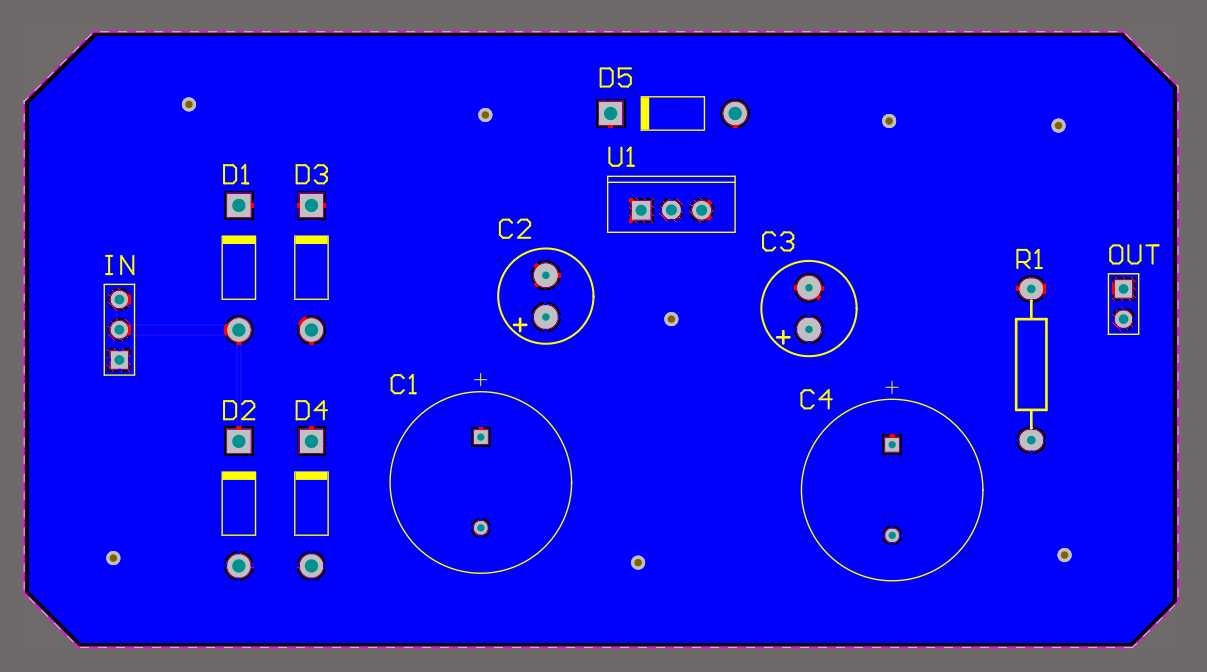 D5
U1
D1
D3
C2
C3
IN
R1
OUT
+
+
C1
+
C4
+
D2
D4